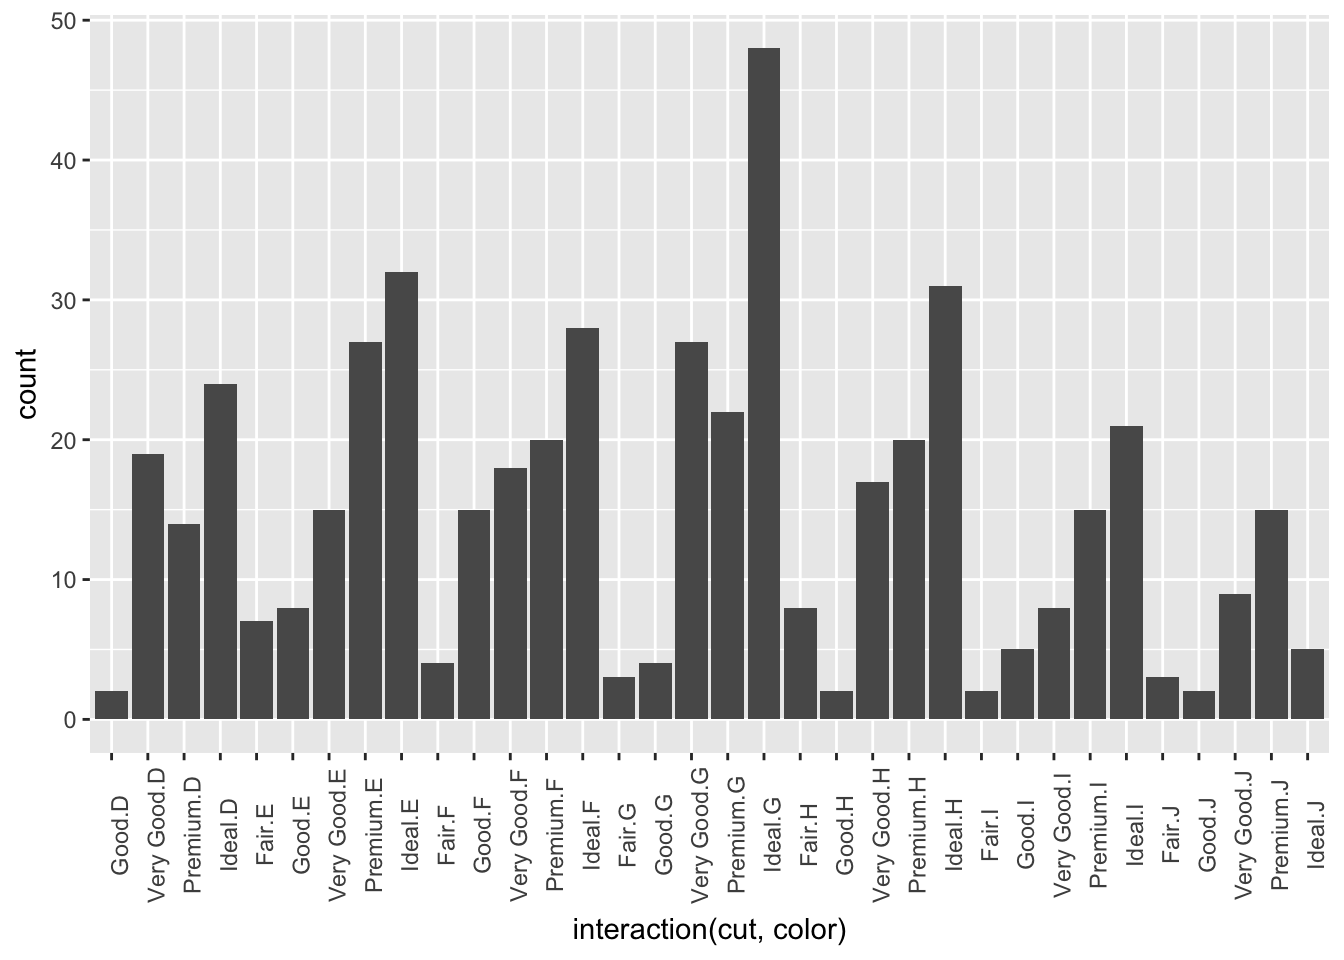 50
40
30
20
10
0
count
Good.D
Very Good.D
Premium.D
Ideal.D
Fair.E
Good.E
Very Good.E
Premium.E
Ideal.E
Fair.F
Good.F
Very Good.F
Premium.F
Ideal.F
Fair.G
Good.G
Very Good.G
Premium.G
Ideal.G
Fair.H
Good.H
Very Good.H
Premium.H
Ideal.H
Fair.I
Good.I
Very Good.I
Premium.I
Ideal.I
Fair.J
Good.J
Very Good.J
Premium.J
Ideal.J
interaction(cut, color)